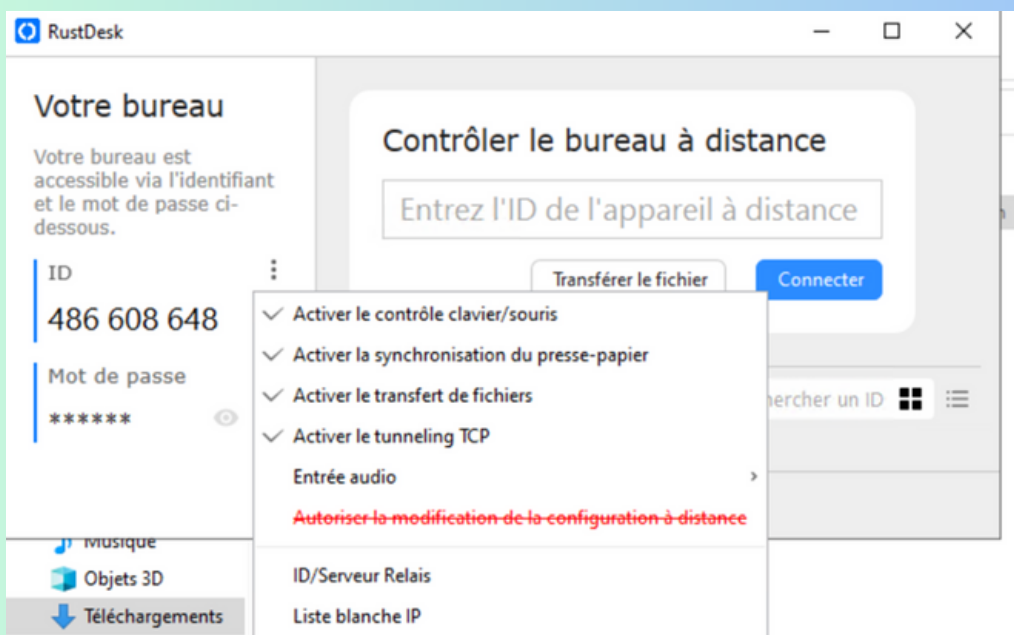 RustDesk
Votre bureau
Votre bureau est
accessible via l'identifiant
et le mot de passe ci-
dessous.
ID
486 608 648
Mot de passe
******
Contrôler le bureau à distance
Entrez l'ID de l'appareil à distance
Transférer le fichier
Connecter
un ID
Activer le contrôle clavier/souris
Activer la synchronisation du presse-papier
Activer le transfert de fichiers
Activer le tunneling TCP
Entrée audio
Autoriser la modification de la configuration à distance
ID/Serveur Relais
Liste blanche IP
Musique
Objets 3D
Téléchargements